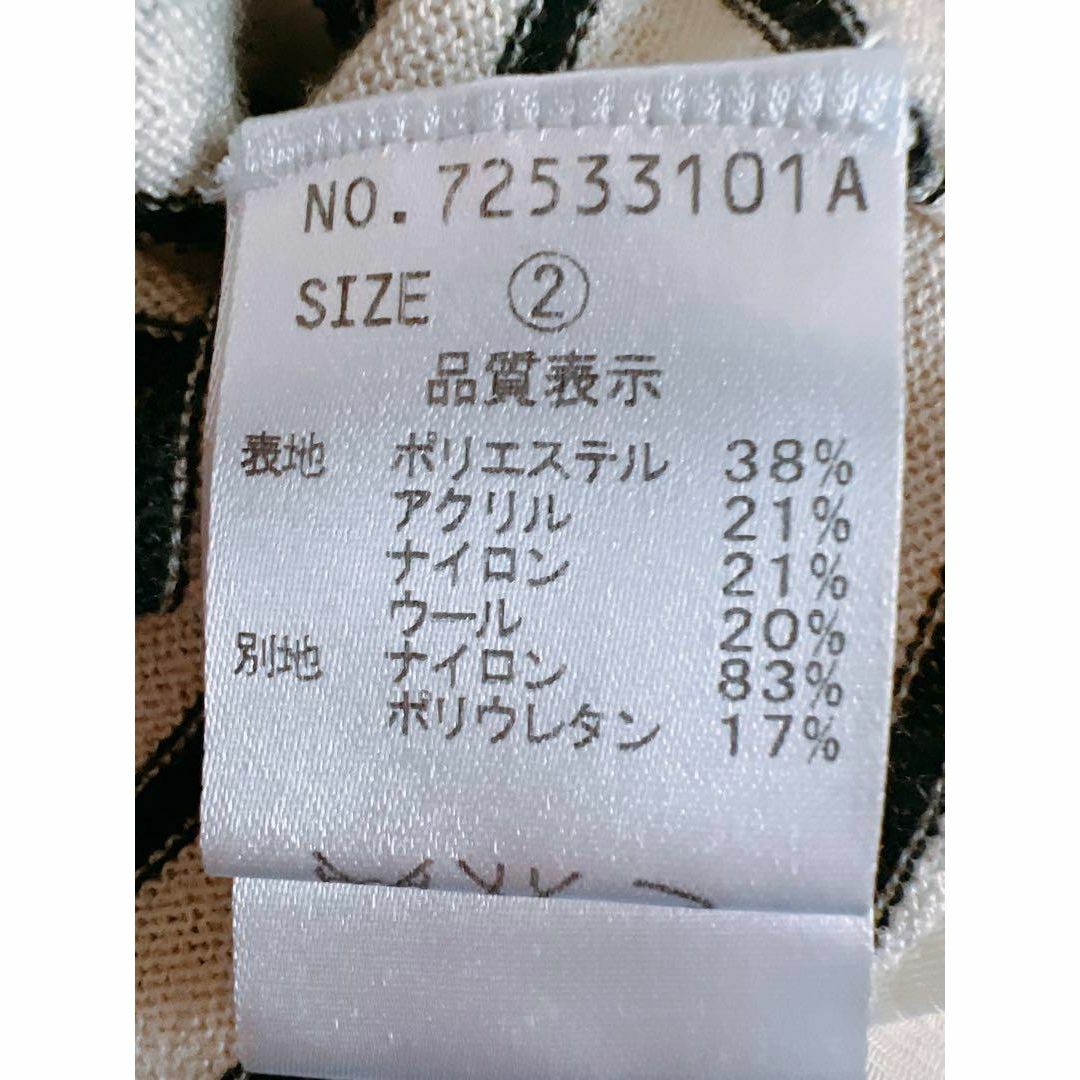 NO.72533101A
SIZE ②
品質表示
表地 ポリエステル 38%
アクリル 21%
ナイロン 21%
ウール 20%
別地 ナイロン 83%
ポリウレタン 17%